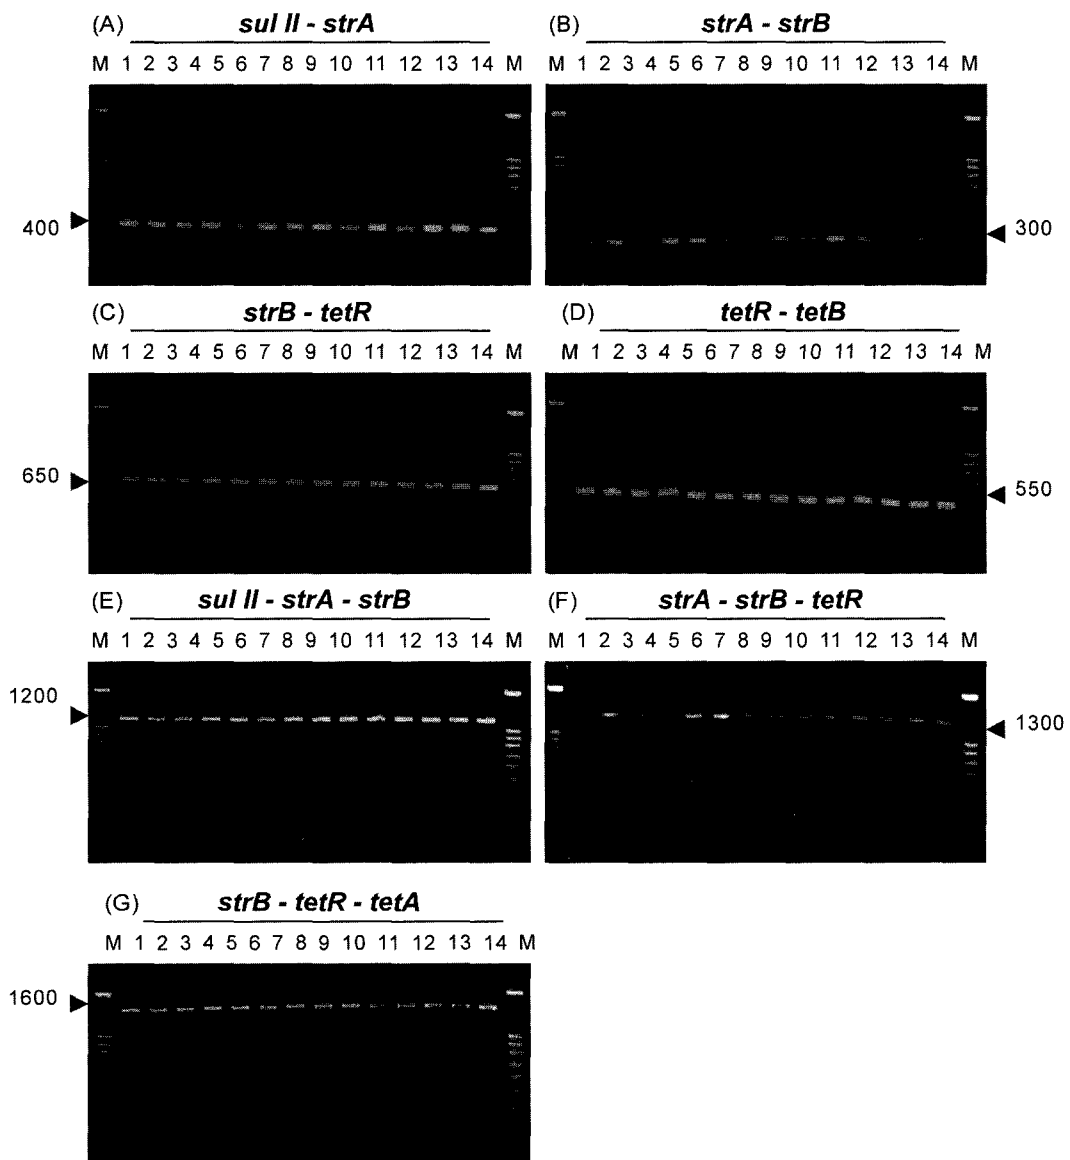 (A) sul II - strA
M 1 2 3 4 5 6 7 8 9 10 11 12 13 14 M
400
(B) strA - strB
M 1 2 3 4 5 6 7 8 9 10 11 12 13 14 M
300
(C) strB - tetR
M 1 2 3 4 5 6 7 8 9 10 11 12 13 14 M
650
(D) tetR - tetB
M 1 2 3 4 5 6 7 8 9 10 11 12 13 14 M
550
(E) sul II - strA - strB
M 1 2 3 4 5 6 7 8 9 10 11 12 13 14 M
1200
(F) strA - strB - tetR
M 1 2 3 4 5 6 7 8 9 10 11 12 13 14 M
1300
(G) strB - tetR - tetA
M 1 2 3 4 5 6 7 8 9 10 11 12 13 14 M
1600